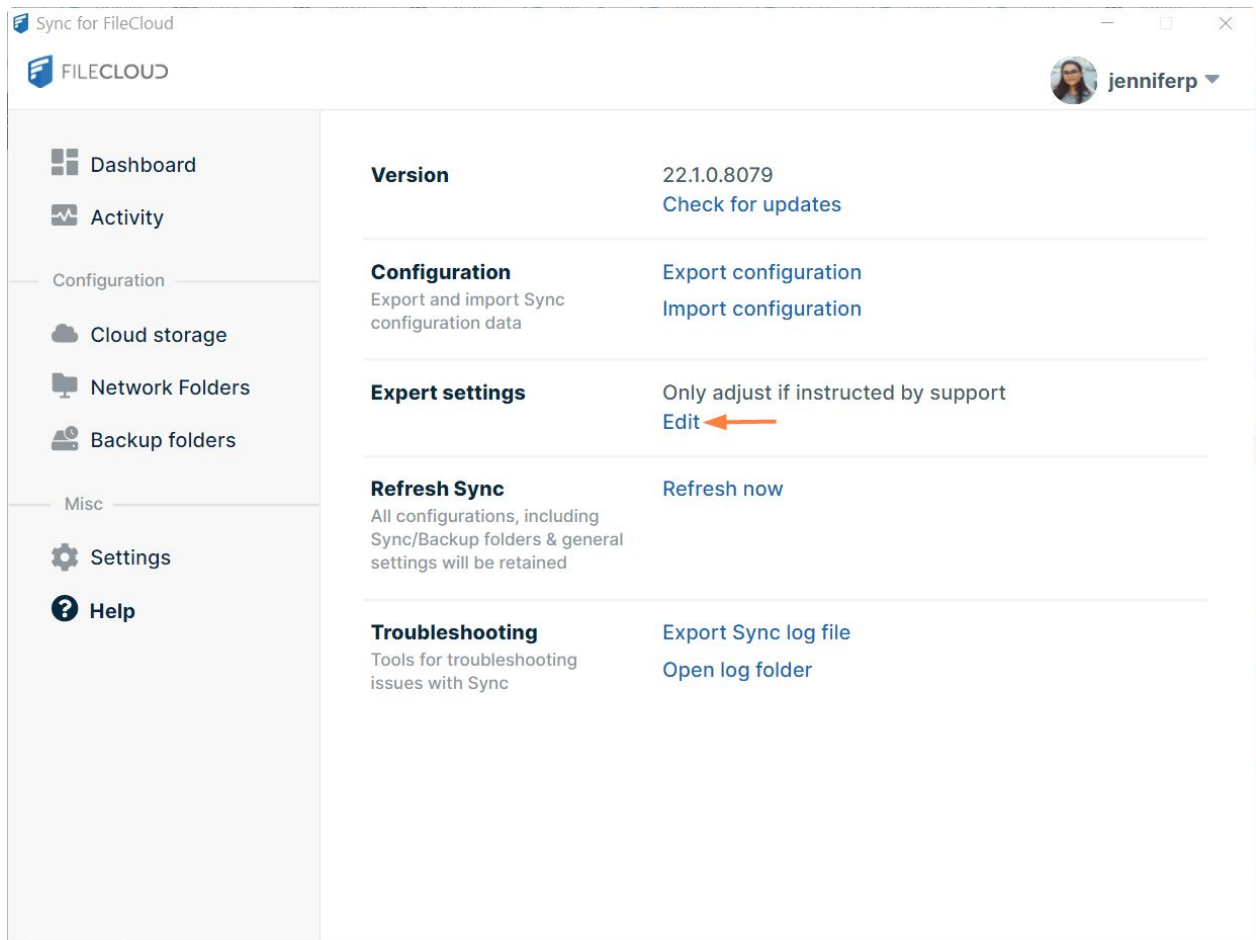 Sync for FileCloud
FILECLOUD
jenniferp
Dashboard
Activity
Configuration
Cloud storage
Network Folders
Backup folders
Misc
Settings
Help
Version
22.1.0.8079
Check for updates
Configuration
Export and import Sync
configuration data
Export configuration
Import configuration
Expert settings
Only adjust if instructed by support
Edit
Refresh Sync
All configurations, including
Sync/Backup folders & general
settings will be retained
Refresh now
Troubleshooting
Tools for troubleshooting
issues with Sync
Export Sync log file
Open log folder